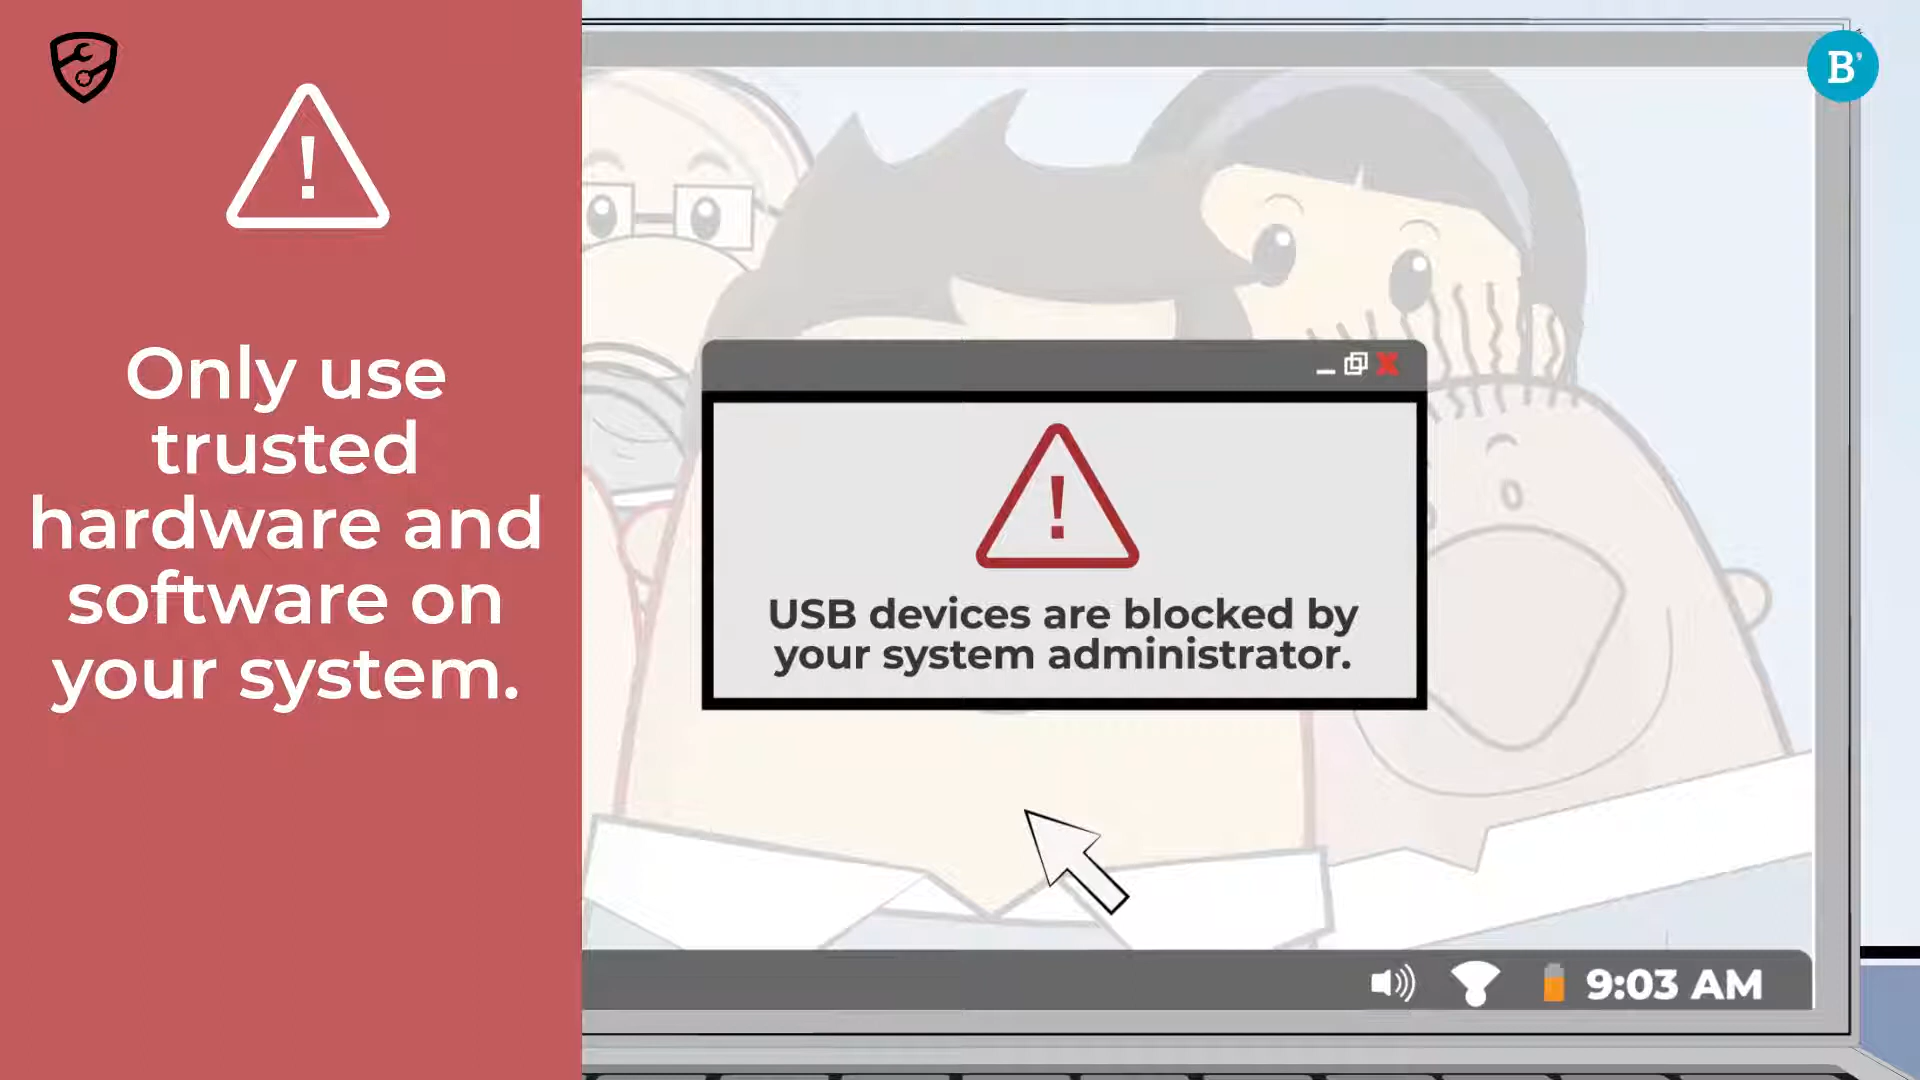 Only use
trusted
hardware and
software on
your system.
B'
USB devices are blocked by
your system administrator.
9:03 AM